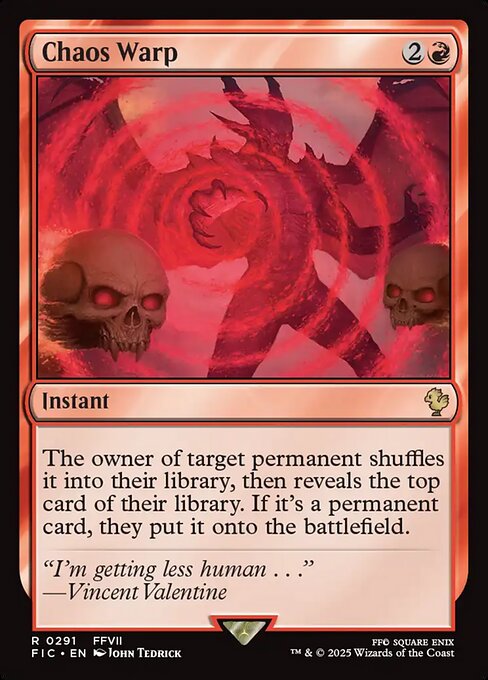 Chaos Warp 2
Instant
The owner of target permanent shuffles
it into their library, then reveals the top
card of their library. If it's a permanent
card, they put it onto the battlefield.
“I'm getting less human . . .”
—Vincent Valentine
R 0291 FFVII
FIC • EN John Tedrick
FF© SQUARE ENIX
™ & © 2025 Wizards of the Coast